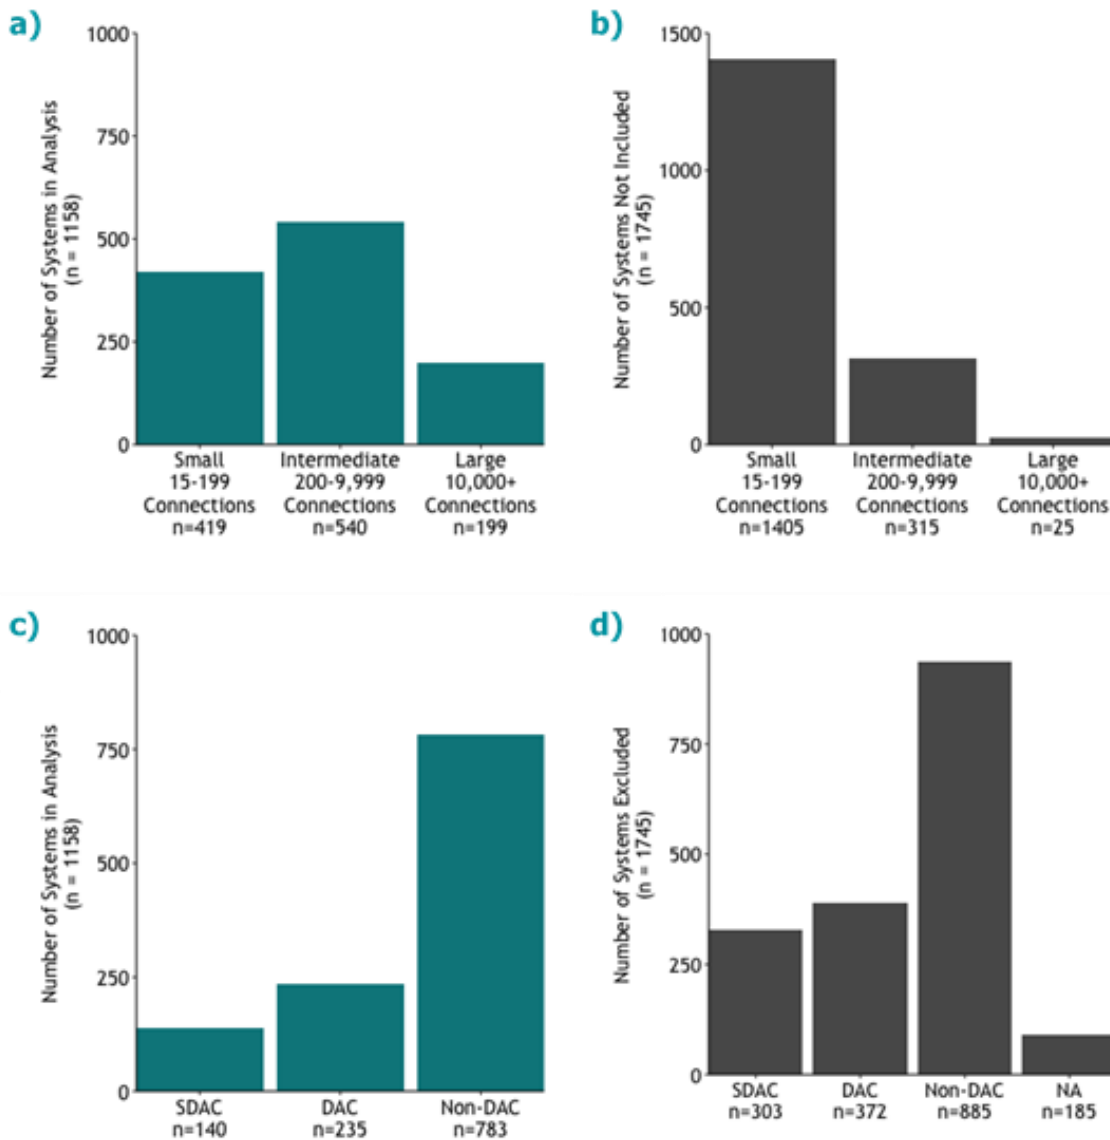 a)
Number of Systems in Analysis
(n = 1158)
1000
750
500
250
0
Small
15-199
Connections
n=419
Intermediate
200-9,999
Connections
n=540
Large
10,000+
Connections
n=199
b)
Number of Systems Not Included
(n = 1745)
1500
1000
500
0
Small
15-199
Connections
n=1405
Intermediate
200-9,999
Connections
n=315
Large
10,000+
Connections
n=25
c)
Number of Systems in Analysis
(n = 1158)
1000
750
500
250
0
SDAC
n=140
DAC
n=235
Non-DAC
n=783
d)
Number of Systems Excluded
(n = 1745)
1000
750
500
250
0
SDAC
n=303
DAC
n=372
Non-DAC
n=885
NA
n=185